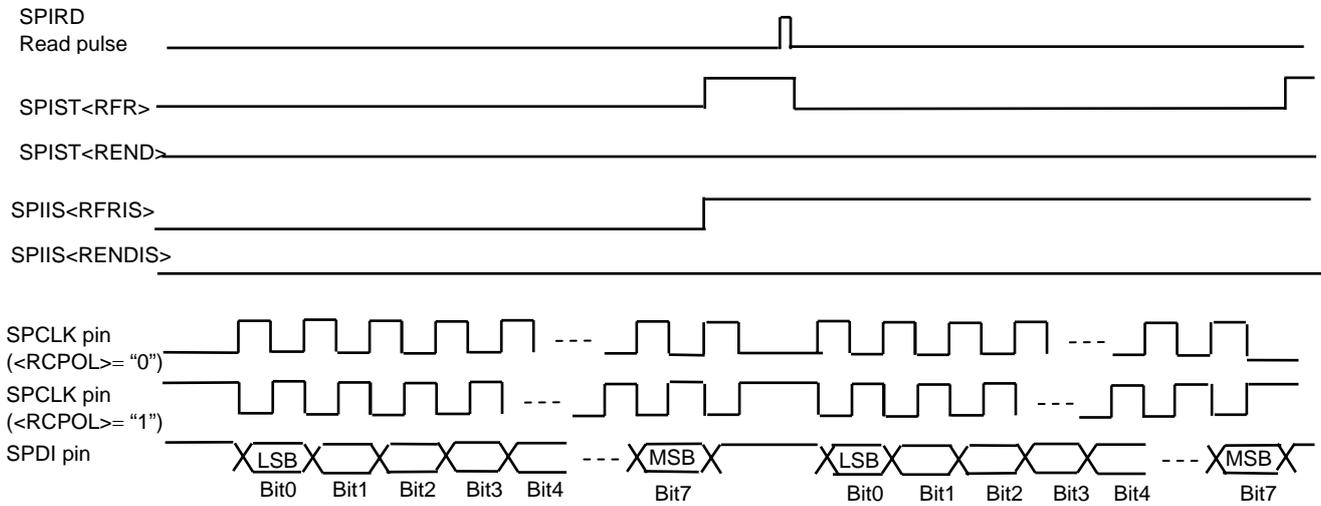 SPIRD
Read pulse
SPIST<RFR>
SPIST<REND>
SPIIS<RFRIS>
SPIIS<RENDIS>
SPCLK pin
(<RCPOL>= “0”)
SPCLK pin
(<RCPOL>= “1”)
SPDI pin
LSB MSB LSB MSB
Bit0 Bit1 Bit2 Bit3 Bit4 Bit7 Bit0 Bit1 Bit2 Bit3 Bit4 Bit7